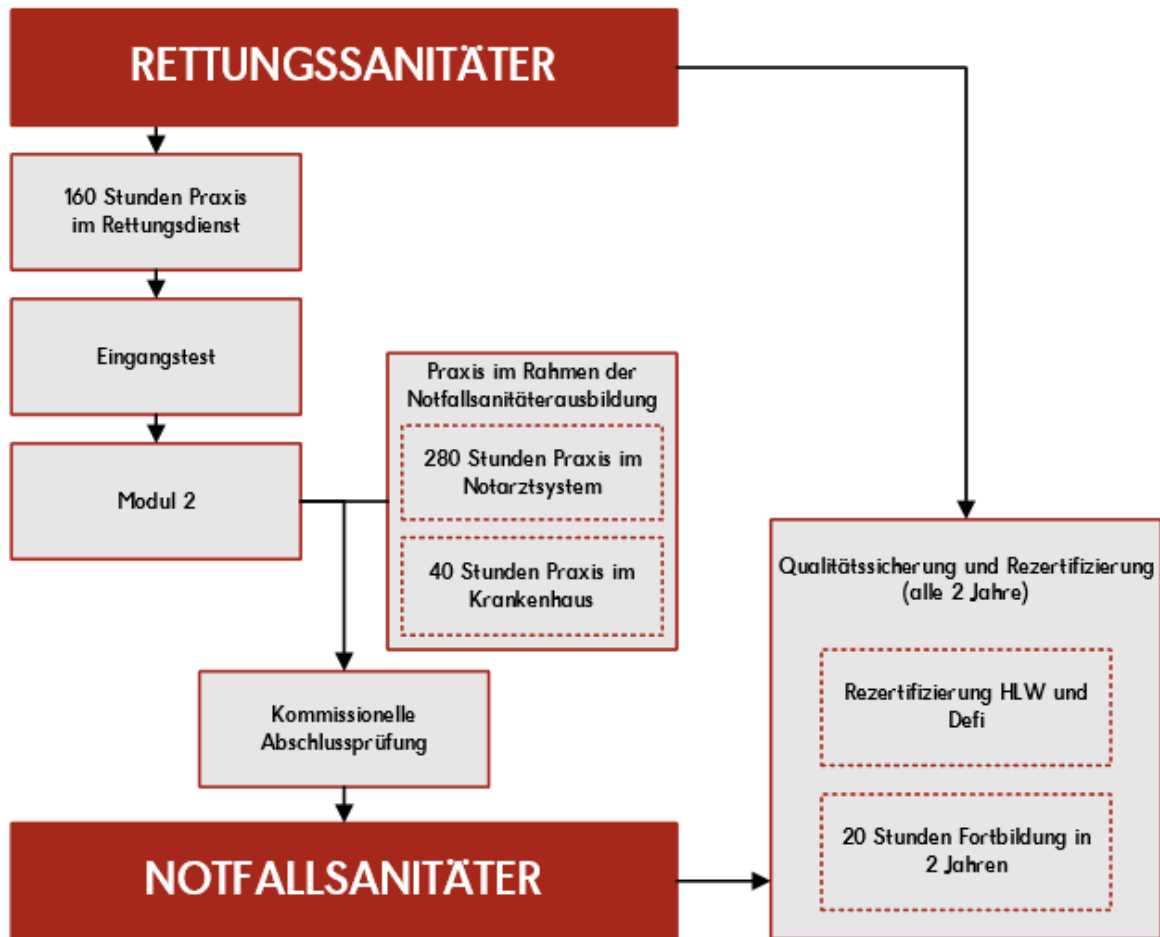 RETTUNGSSANITÄTER
160 Stunden Praxis
im Rettungsdienst
Eingangstest
Modul 2
Praxis im Rahmen der
Notfallsanitäterausbildung
280 Stunden Praxis im
Notarztsystem
40 Stunden Praxis im
Krankenhaus
Kommissionelle
Abschlussprüfung
NOTFALLSANITÄTER
Qualitätssicherung und Rezertifizierung
(alle 2 Jahre)
Rezertifizierung HLW und
Defi
20 Stunden Fortbildung in
2 Jahren